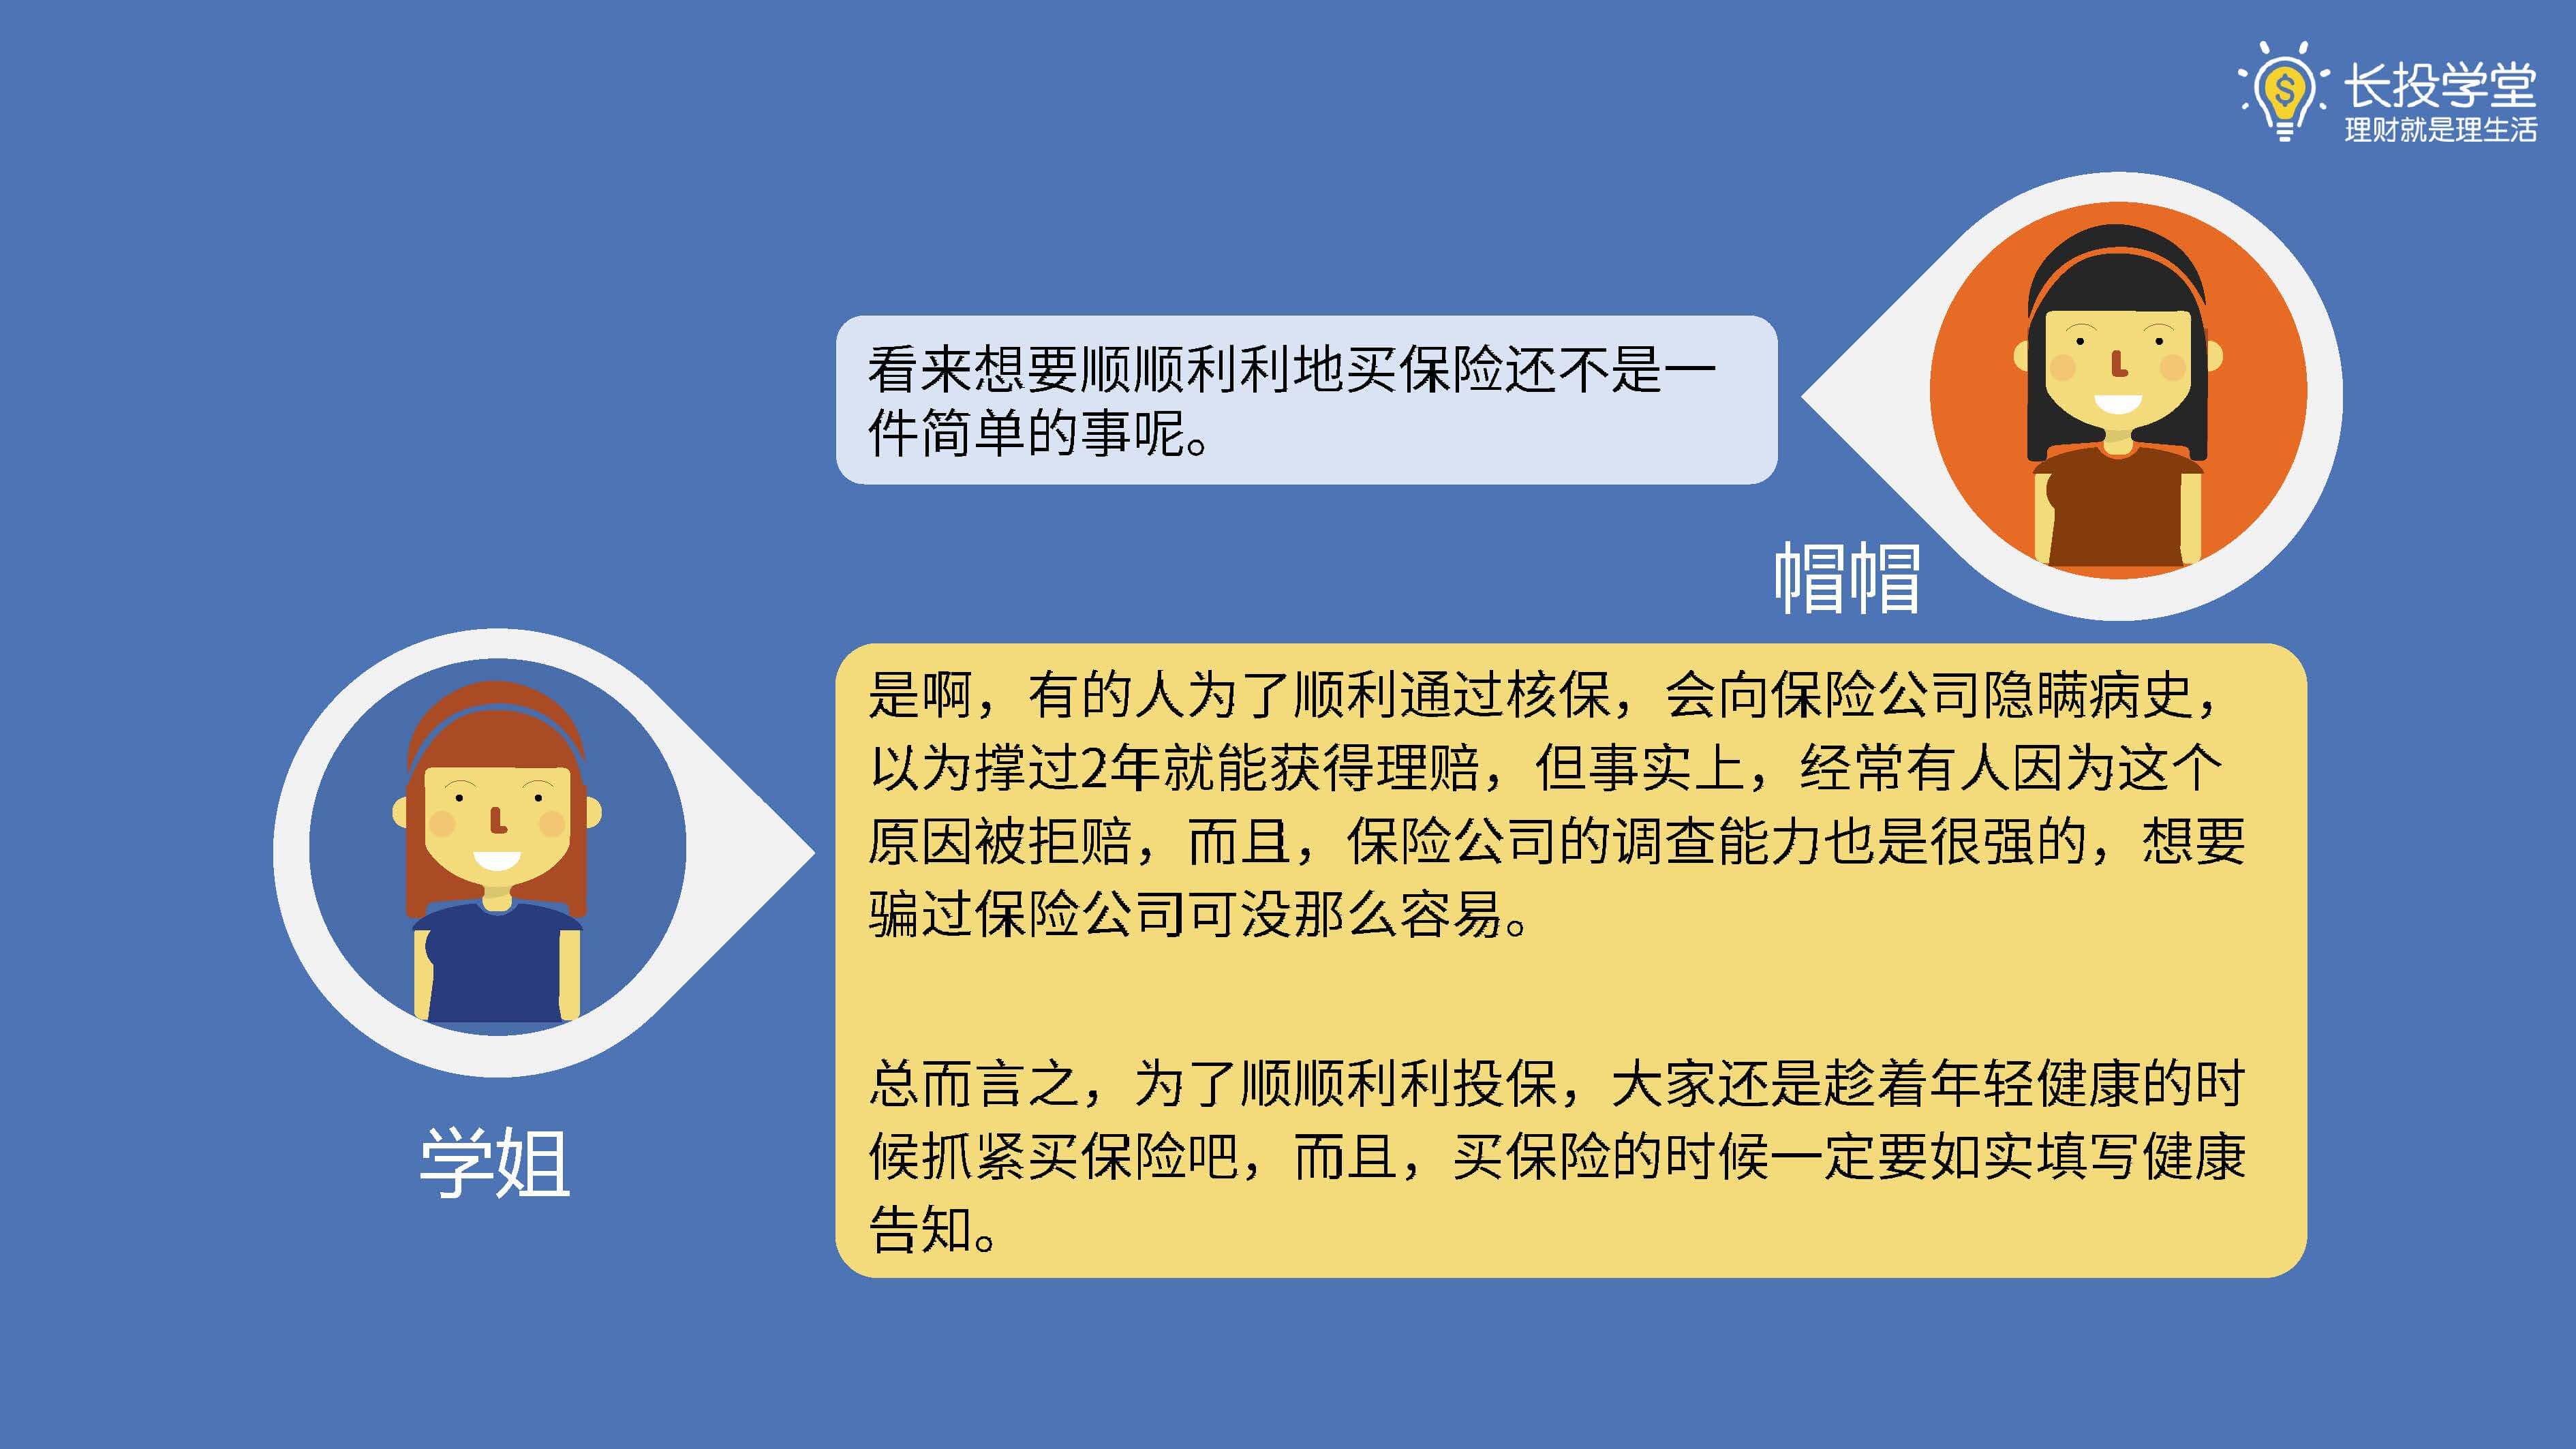 长投学堂
理财就是理生活
看来想要顺顺利利地买保险还不是一
件简单的事呢。
帽帽
是啊，有的人为了顺利通过核保，会向保险公司隐瞒病史，
以为撑过2年就能获得理赔，但事实上，经常有人因为这个
原因被拒赔，而且，保险公司的调查能力也是很强的，想要
骗过保险公司可没那么容易。
总而言之，为了顺顺利利投保，大家还是趁着年轻健康的时
候抓紧买保险吧，而且，买保险的时候一定要如实填写健康
告知。
学姐